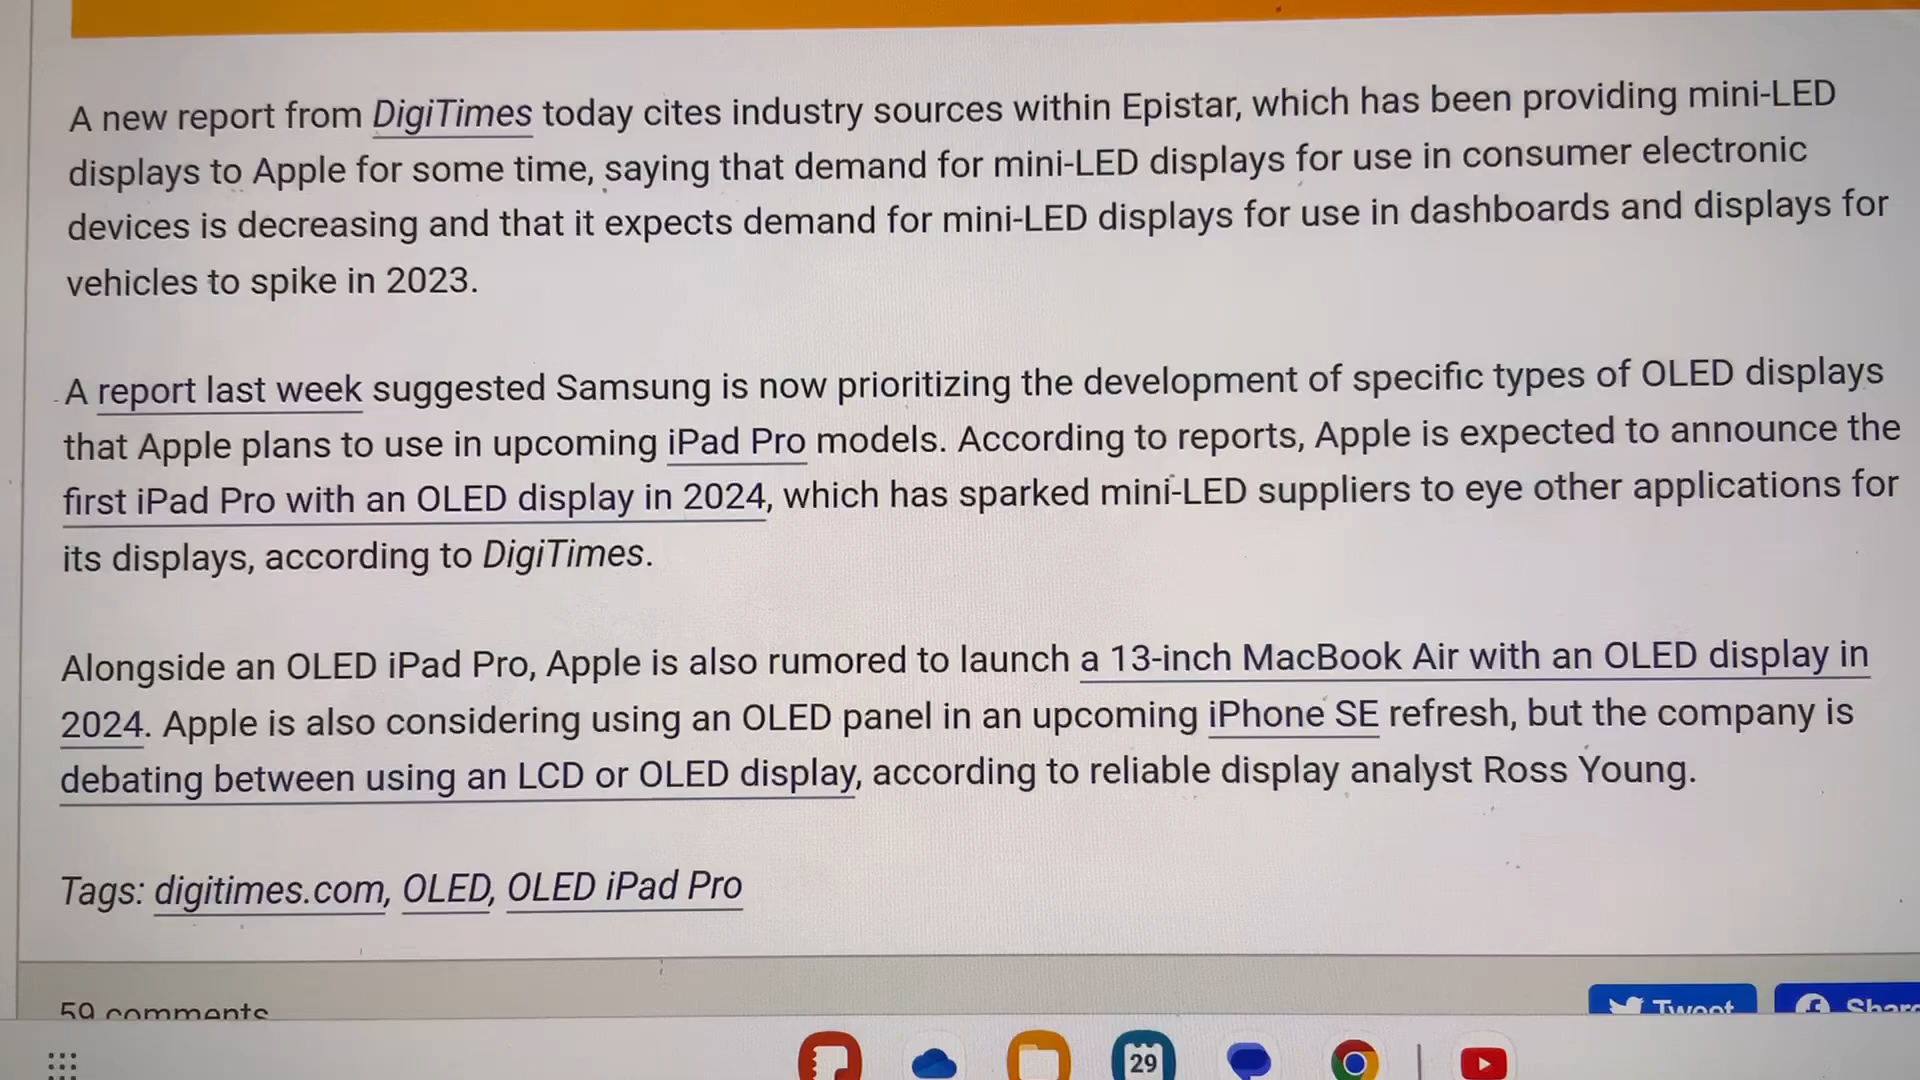 A new report from DigiTimes today cites industry sources within Epistar, which has been providing mini-LED
displays to Apple for some time, saying that demand for mini-LED displays for use in consumer electronic
devices is decreasing and that it expects demand for mini-LED displays for use in dashboards and displays for
vehicles to spike in 2023.
A report last week suggested Samsung is now prioritizing the development of specific types of OLED displays
that Apple plans to use in upcoming iPad Pro models. According to reports, Apple is expected to announce the
first iPad Pro with an OLED display in 2024, which has sparked mini-LED suppliers to eye other applications for
its displays, according to DigiTimes.
Alongside an OLED iPad Pro, Apple is also rumored to launch a 13-inch MacBook Air with an OLED display in
2024. Apple is also considering using an OLED panel in an upcoming iPhone SE refresh, but the company is
debating between using an LCD or OLED display, according to reliable display analyst Ross Young.
Tags: digitimes.com, OLED, OLED iPad Pro
59 comments
Tweet
Share
29